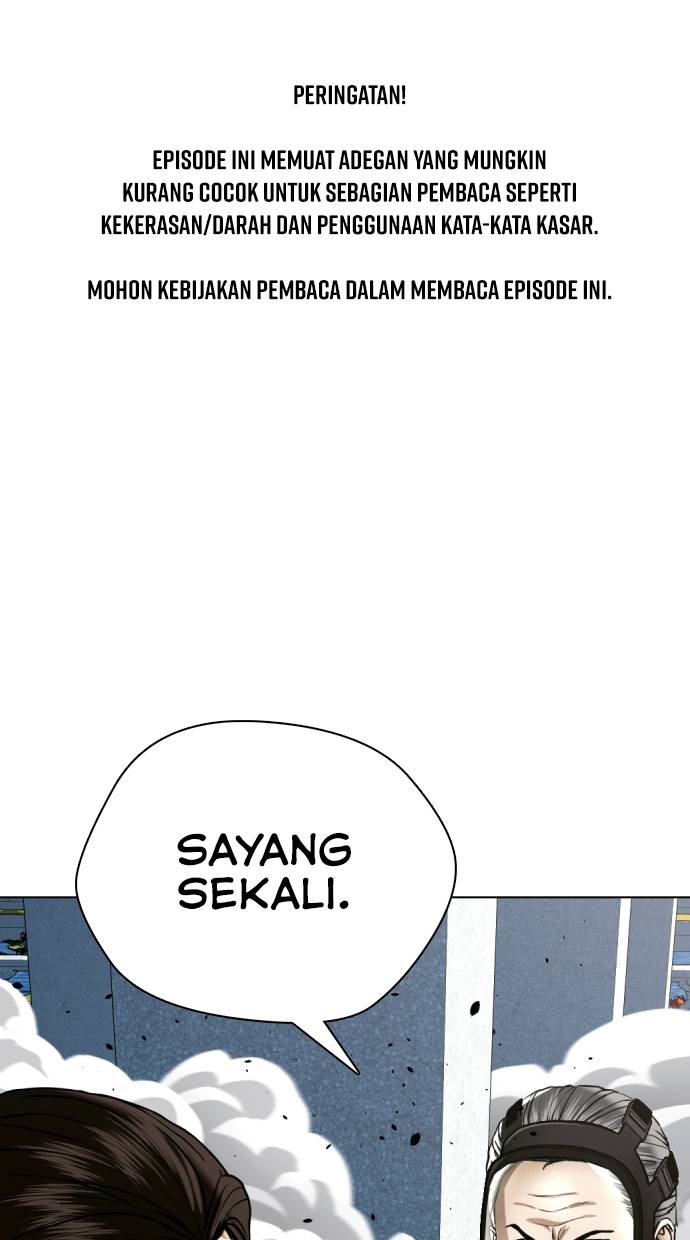 PERINGATAN!
EPISODE INI MEMUAT ADEGAN YANG MUNGKIN
KURANG COCOK UNTUK SEBAGIAN PEMBACA SEPERTI
KEKERASAN/DARAH DAN PENGGUNAAN KATA-KATA KASAR.
MOHON KEBIJAKAN PEMBACA DALAM MEMBACA EPISODE INI.
SAYANG
SEKALI.